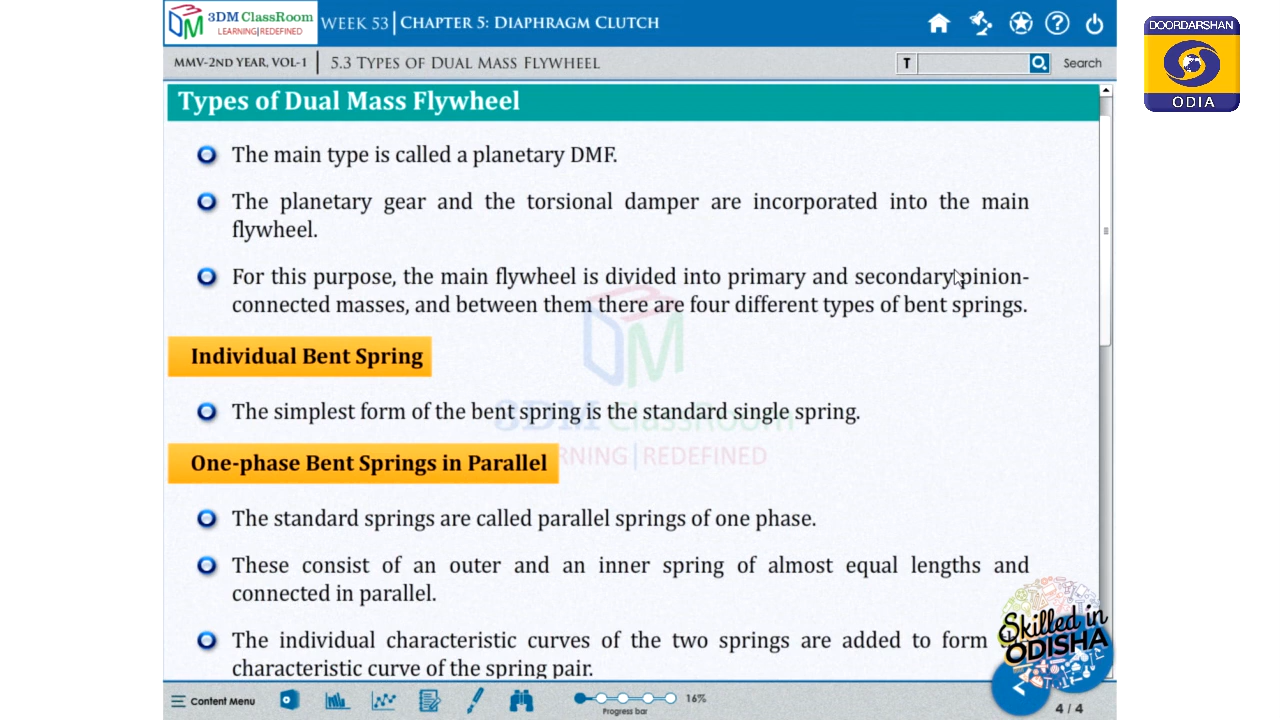 3DM ClassRoom
LEARNING|REDEFINED
WEEK 53 | CHAPTER 5: DIAPHRAGM CLUTCH
DOORDARSHAN
ODIA
MMV-2ND YEAR, VOL-1 | 5.3 TYPES OF DUAL MASS FLYWHEEL
T
Search
Types of Dual Mass Flywheel
The main type is called a planetary DMF.
The planetary gear and the torsional damper are incorporated into the main
flywheel.
For this purpose, the main flywheel is divided into primary and secondary pinion-
connected masses, and between them there are four different types of bent springs.
Individual Bent Spring
The simplest form of the bent spring is the standard single spring.
3DM ClassRoom
One-phase Bent Springs in Parallel
RNING|REDEFINED
The standard springs are called parallel springs of one phase.
These consist of an outer and an inner spring of almost equal lengths and
connected in parallel.
The individual characteristic curves of the two springs are added to form
characteristic curve of the spring pair.
Skilled in
ODISHA
Content Menu
Progress bar
16%
4 / 4